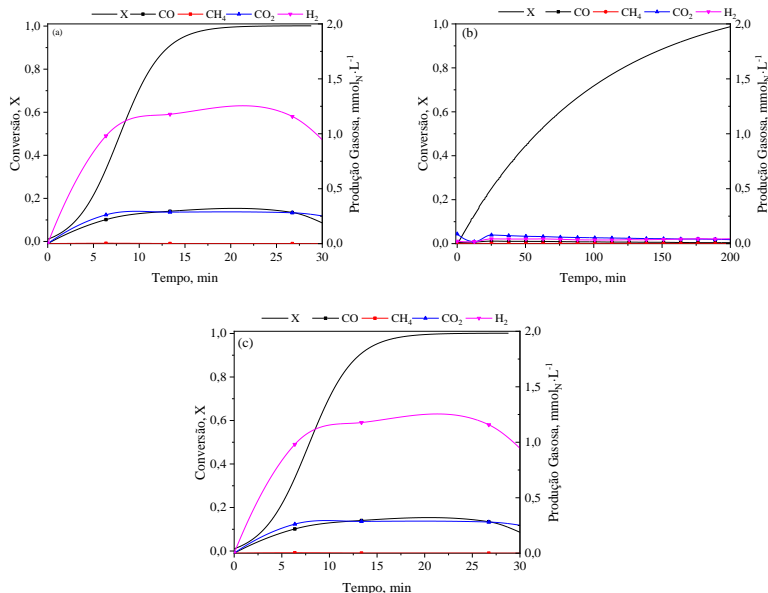 X CO CH₄ CO₂ H₂
(a)
1,0
0,8
0,6
0,4
0,2
0,0
Conversão, X
2,0
1,5
1,0
0,5
0,0
Produção Gasosa, mmol_N·L⁻¹
0 5 10 15 20 25 30
Tempo, min
X CO CH₄ CO₂ H₂
(b)
1,0
0,8
0,6
0,4
0,2
0,0
Conversão, X
2,0
1,5
1,0
0,5
0,0
Produção Gasosa, mmol_N·L⁻¹
0 50 100 150 200
Tempo, min
X CO CH₄ CO₂ H₂
(c)
1,0
0,8
0,6
0,4
0,2
0,0
Conversão, X
2,0
1,5
1,0
0,5
0,0
Produção Gasosa, mmol_N·L⁻¹
0 5 10 15 20 25 30
Tempo, min